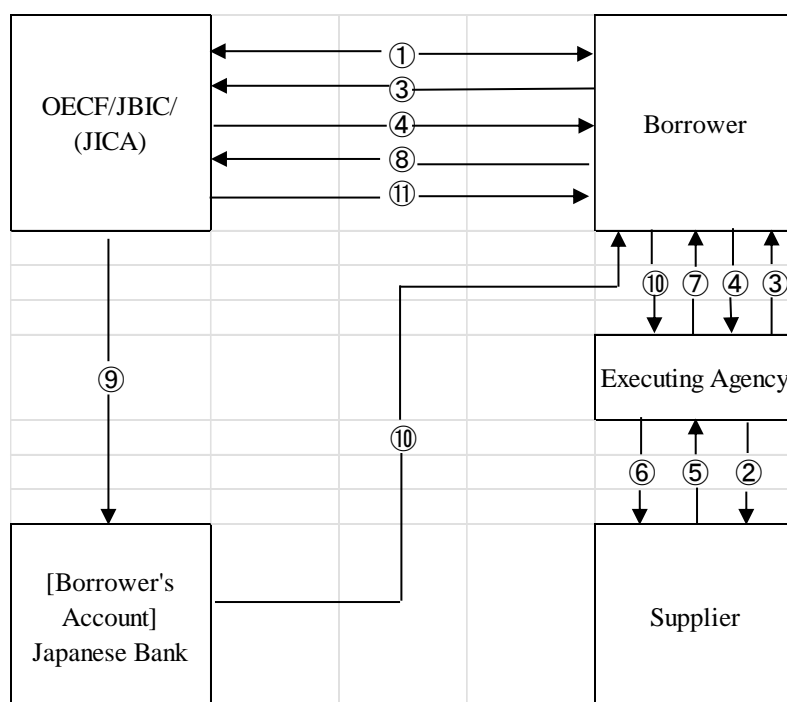 OECF/JBIC/
(JICA)
Borrower
①
③
④
⑧
⑪
⑩
⑦
④
③
Executing Agency
⑨
⑩
⑥
⑤
②
[Borrower's
Account]
Japanese Bank
Supplier